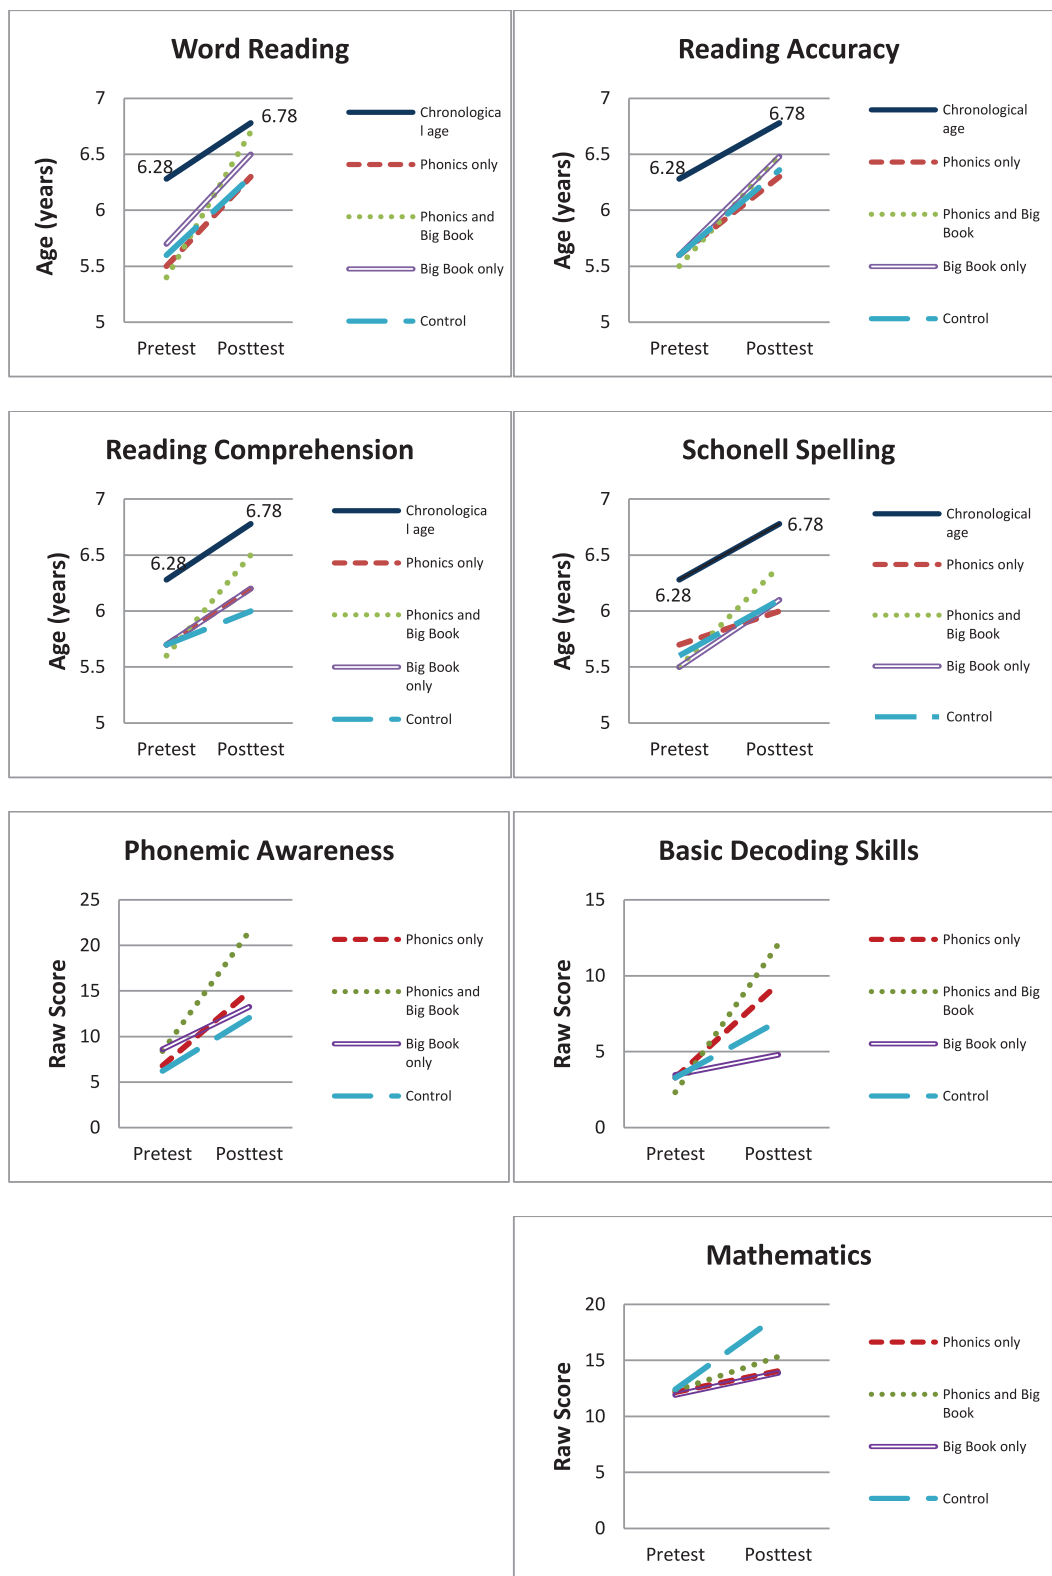 Word Reading
7
6.5
6
5.5
5
Age (years)
6.28
6.78
Pretest
Posttest
Chronologica
l age
Phonics only
Phonics and
Big Book
Big Book only
Control
Reading Accuracy
7
6.5
6
5.5
5
Age (years)
6.28
6.78
Pretest
Posttest
Chronological
age
Phonics only
Phonics and Big
Book
Big Book only
Control
Reading Comprehension
7
6.5
6
5.5
5
Age (years)
6.28
6.78
Pretest
Posttest
Chronologica
l age
Phonics only
Phonics and
Big Book
Big Book
only
Control
Schonell Spelling
7
6.5
6
5.5
5
Age (years)
6.28
6.78
Pretest
Posttest
Chronological
age
Phonics only
Phonics and
Big Book
Big Book only
Control
Phonemic Awareness
25
20
15
10
5
0
Raw Score
Pretest
Posttest
Phonics only
Phonics and
Big Book
Big Book
only
Control
Basic Decoding Skills
15
10
5
0
Raw Score
Pretest
Posttest
Phonics only
Phonics and Big
Book
Big Book only
Control
Mathematics
20
15
10
5
0
Raw Score
Pretest
Posttest
Phonics only
Phonics and Big
Book
Big Book only
Control